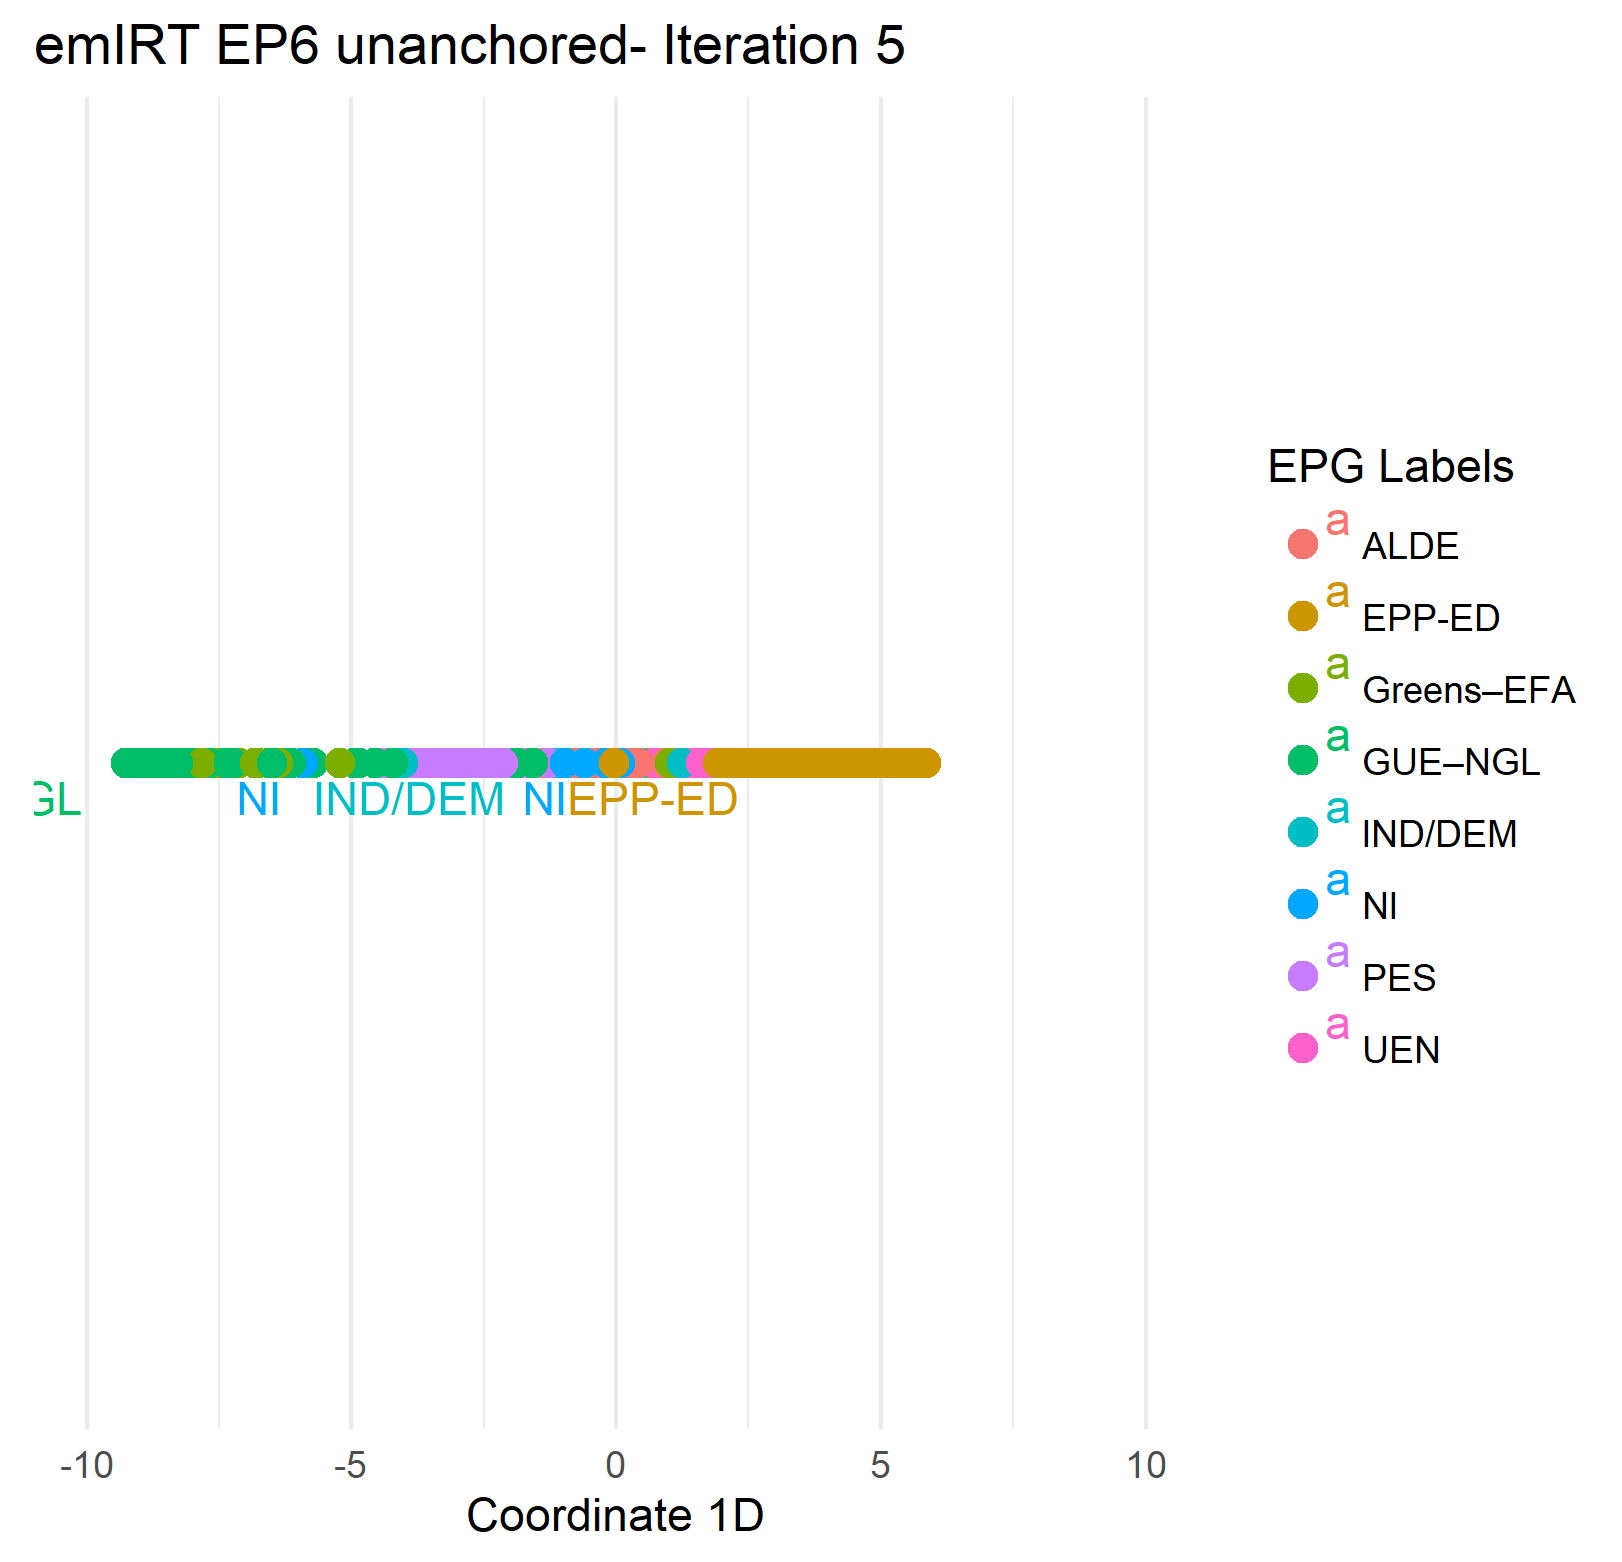 emIRT EP6 unanchored- Iteration 5
GL
NI
IND/DEM
NI
EPP-ED
-10
-5
0
5
10
Coordinate 1D
EPG Labels
a ALDE
a EPP-ED
a Greens–EFA
a GUE–NGL
a IND/DEM
a NI
a PES
a UEN